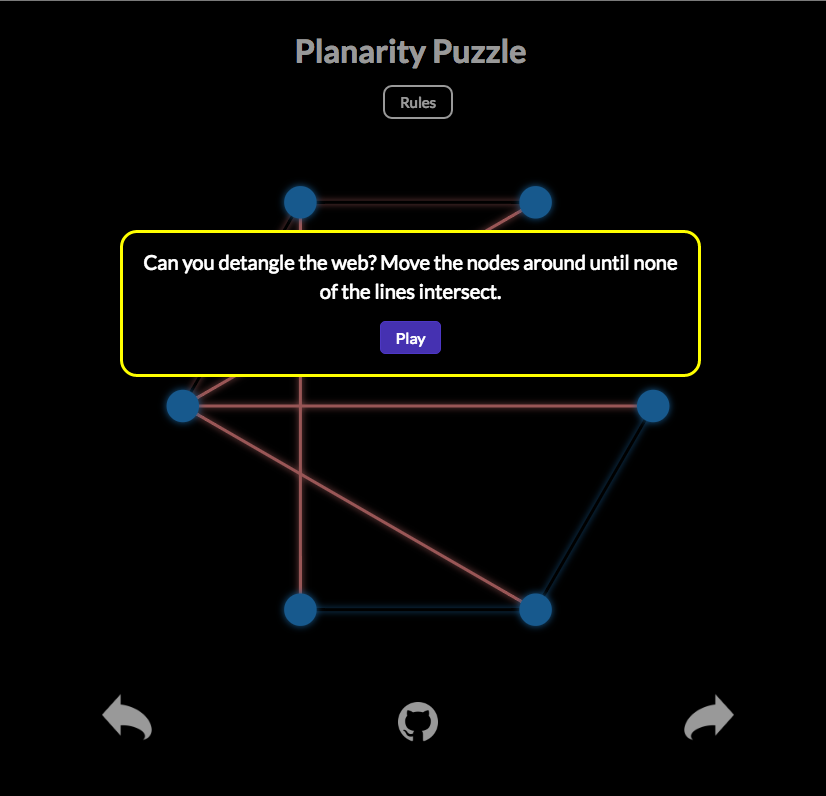 Planarity Puzzle
Rules
Can you detangle the web? Move the nodes around until none
of the lines intersect.
Play